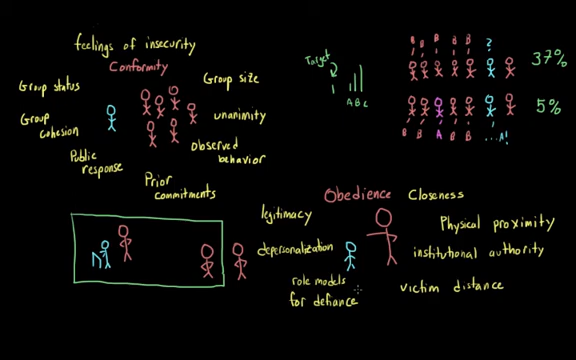 feelings of insecurity
Conformity
Group status
Group size
Group cohesion
unanimity
Public response
observed behavior
Prior commitments
Target
A B C
B B B B B ?
37%
5%
B B A B B ...A!
Obedience
Closeness
legitimacy
Physical proximity
depersonalization
institutional authority
role models for defiance
victim distance